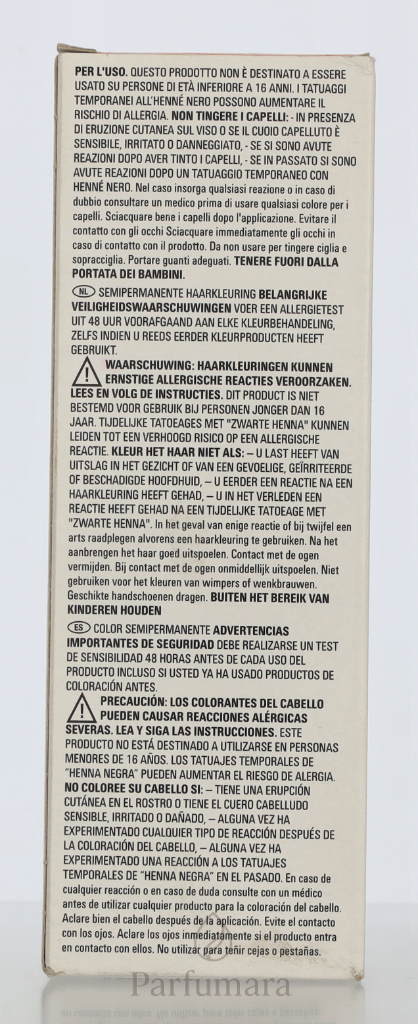 PER L'USO. QUESTO PRODOTTO NON È DESTINATO A ESSERE
USATO SU PERSONE DI ETÀ INFERIORE A 16 ANNI. I TATUAGGI
TEMPORANEI ALL'HENNÉ NERO POSSONO AUMENTARE IL
RISCHIO DI ALLERGIA. NON TINGERE I CAPELLI: - IN PRESENZA
DI ERUZIONE CUTANEA SUL VISO O SE IL CUOIO CAPELLUTO È
SENSIBILE, IRRITATO O DANNEGGIATO, - SE SI SONO AVUTE
REAZIONI DOPO AVER TINTO I CAPELLI, - SE IN PASSATO SI SONO
AVUTE REAZIONI DOPO UN TATUAGGIO TEMPORANEO CON
HENNÉ NERO. Nel caso insorga qualsiasi reazione o in caso di
dubbio consultare un medico prima di usare qualsiasi colore per i
capelli. Sciacquare bene i capelli dopo l'applicazione. Evitare il
contatto con gli occhi Sciacquare immediatamente gli occhi in
caso di contatto con il prodotto. Da non usare per tingere ciglia e
sopracciglia. Portare guanti adeguati. TENERE FUORI DALLA
PORTATA DEI BAMBINI.
NL SEMIPERMANENTE HAARKLEURING BELANGRIJKE
VEILIGHEIDSWAARSCHUWINGEN VOER EEN ALLERGIETEST
UIT 48 UUR VOORAFGAAND AAN ELKE KLEURBEHANDELING,
ZELFS INDIEN U REEDS EERDER KLEURPRODUCTEN HEEFT
GEBRUIKT.
WAARSCHUWING: HAARKLEURINGEN KUNNEN
ERNSTIGE ALLERGISCHE REACTIES VEROORZAKEN.
LEES EN VOLG DE INSTRUCTIES. DIT PRODUCT IS NIET
BESTEMD VOOR GEBRUIK BIJ PERSONEN JONGER DAN 16
JAAR. TIJDELIJKE TATOEAGES MET "ZWARTE HENNA" KUNNEN
LEIDEN TOT EEN VERHOOGD RISICO OP EEN ALLERGISCHE
REACTIE. KLEUR HET HAAR NIET ALS: – U LAST HEEFT VAN
UITSLAG IN HET GEZICHT OF VAN EEN GEVOELIGE, GEÏRRITEERDE
OF BESCHADIGDE HOOFDHUID, – U EERDER EEN REACTIE NA EEN
HAARKLEURING HEEFT GEHAD, – U IN HET VERLEDEN EEN
REACTIE HEEFT GEHAD NA EEN TIJDELIJKE TATOEAGE MET
"ZWARTE HENNA". In het geval van enige reactie of bij twijfel een
arts raadplegen alvorens een haarkleuring te gebruiken. Na het
aanbrengen het haar goed uitspoelen. Contact met de ogen
vermijden. Bij contact met de ogen onmiddellijk uitspoelen. Niet
gebruiken voor het kleuren van wimpers of wenkbrauwen.
Geschikte handschoenen dragen. BUITEN HET BEREIK VAN
KINDEREN HOUDEN
ES COLOR SEMIPERMANENTE ADVERTENCIAS
IMPORTANTES DE SEGURIDAD DEBE REALIZARSE UN TEST
DE SENSIBILIDAD 48 HORAS ANTES DE CADA USO DEL
PRODUCTO INCLUSO SI USTED YA HA USADO PRODUCTOS DE
COLORACIÓN ANTES.
PRECAUCIÓN: LOS COLORANTES DEL CABELLO
PUEDEN CAUSAR REACCIONES ALÉRGICAS
SEVERAS. LEA Y SIGA LAS INSTRUCCIONES. ESTE
PRODUCTO NO ESTÁ DESTINADO A UTILIZARSE EN PERSONAS
MENORES DE 16 AÑOS. LOS TATUAJES TEMPORALES DE
"HENNA NEGRA" PUEDEN AUMENTAR EL RIESGO DE ALERGIA.
NO COLOREE SU CABELLO SI: – TIENE UNA ERUPCIÓN
CUTÁNEA EN EL ROSTRO O TIENE EL CUERO CABELLUDO
SENSIBLE, IRRITADO O DAÑADO, – ALGUNA VEZ HA
EXPERIMENTADO CUALQUIER TIPO DE REACCIÓN DESPUÉS DE
LA COLORACIÓN DEL CABELLO, – ALGUNA VEZ HA
EXPERIMENTADO UNA REACCIÓN A LOS TATUAJES
TEMPORALES DE "HENNA NEGRA" EN EL PASADO. En caso de
cualquier reacción o en caso de duda consulte con un médico
antes de utilizar cualquier producto para la coloración del cabello.
Aclare bien el cabello después de la aplicación. Evite el contacto
con los ojos. Aclare los ojos inmediatamente si el producto entra
en contacto con ellos. No utilizar para teñir cejas o pestañas.
Parfumara